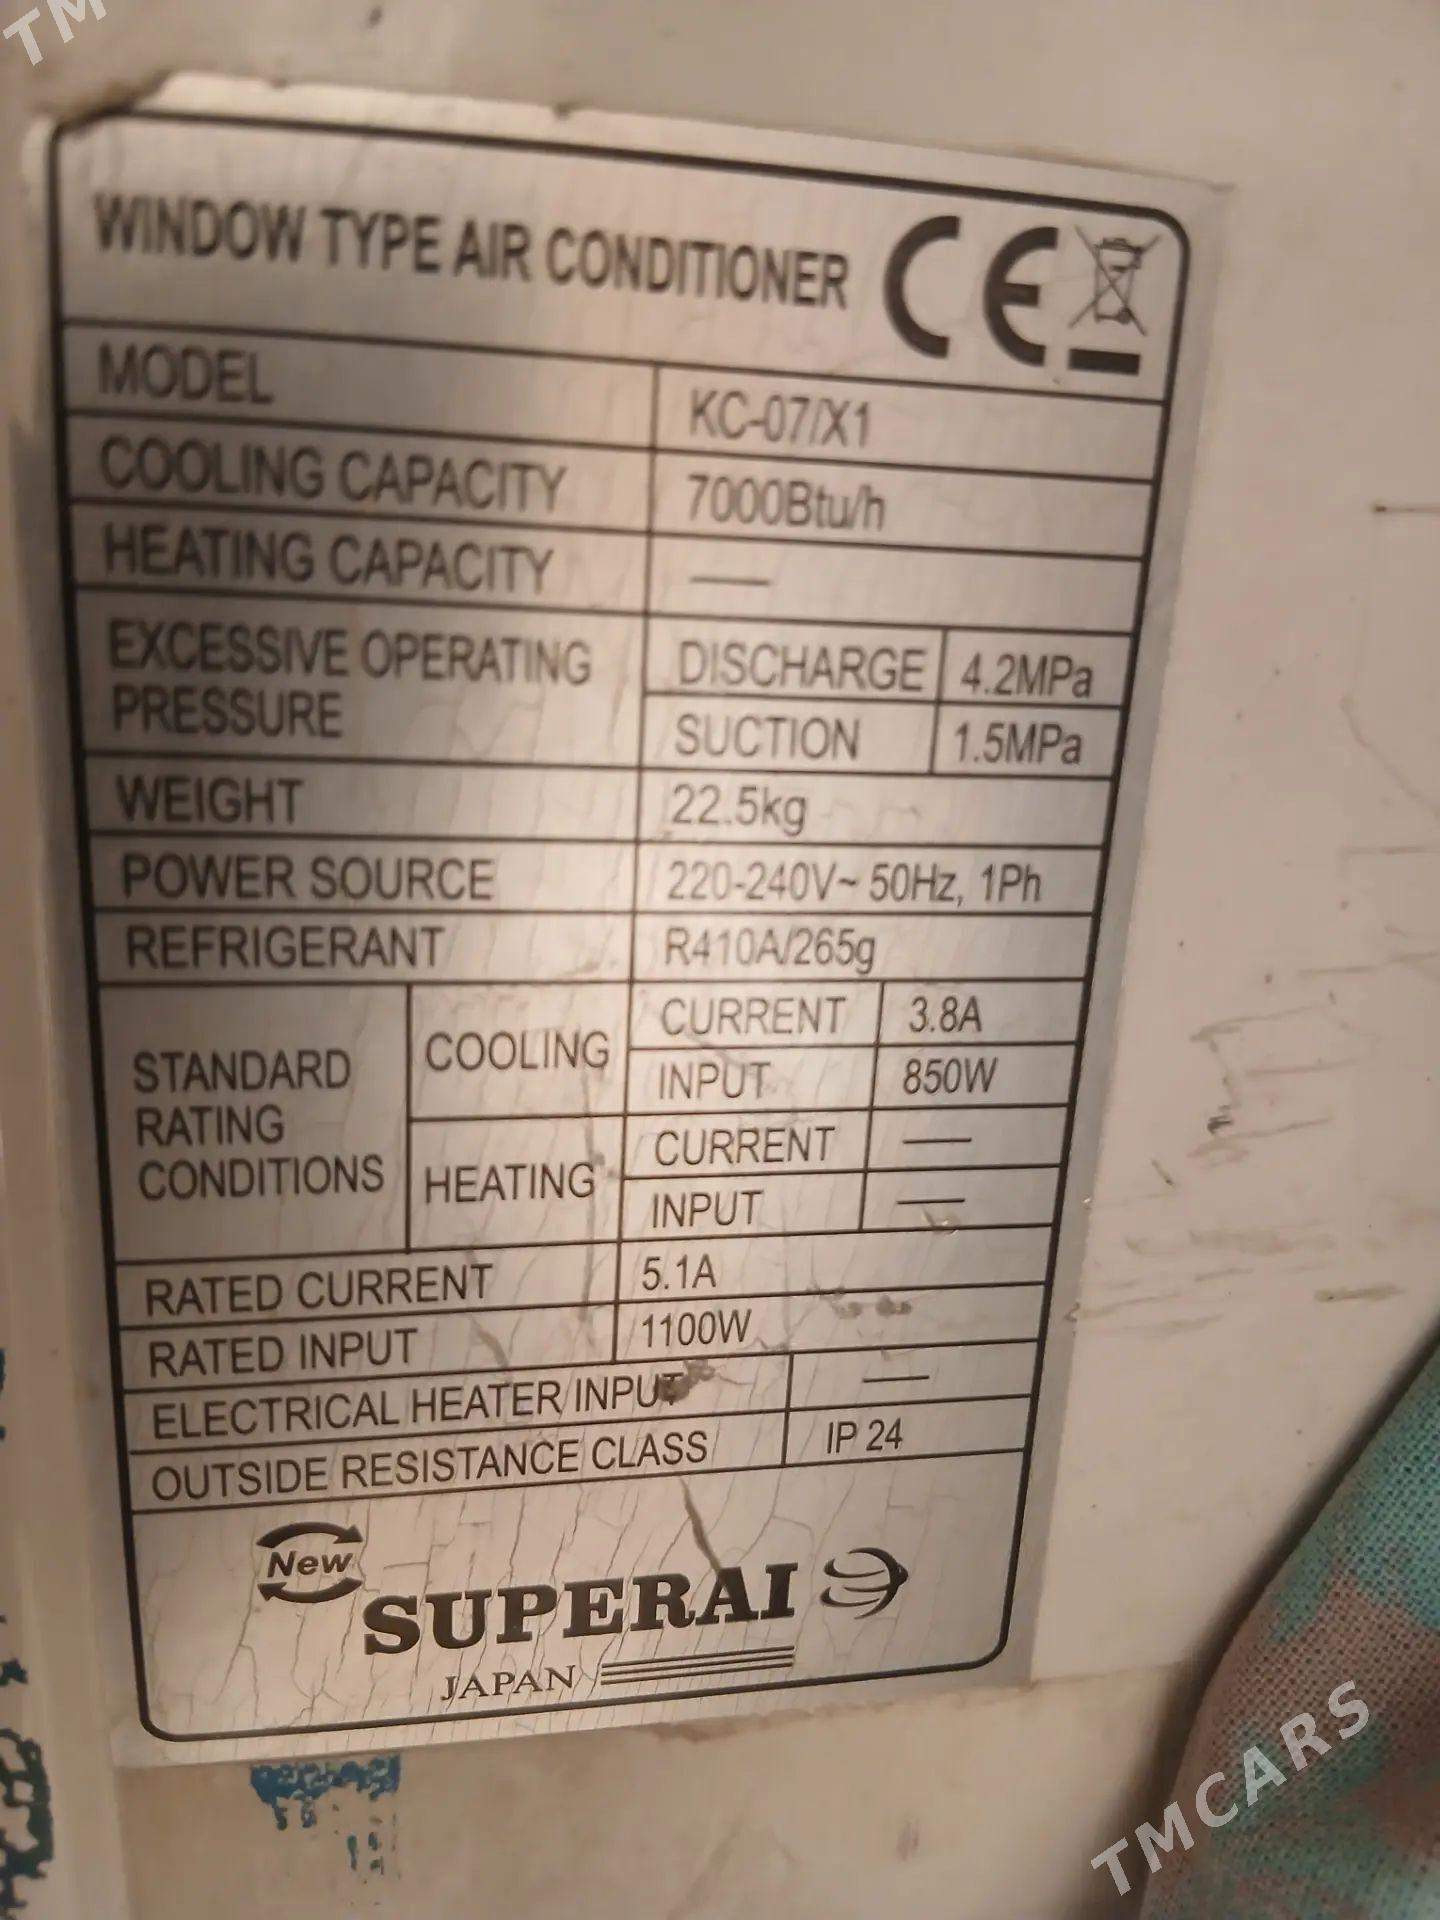 TM
WINDOW TYPE AIR CONDITIONER CE
MODEL KC-07/X1
COOLING CAPACITY 7000Btu/h
HEATING CAPACITY —
EXCESSIVE OPERATING PRESSURE DISCHARGE 4.2MPa
SUCTION 1.5MPa
WEIGHT 22.5kg
POWER SOURCE 220-240V~ 50Hz, 1Ph
REFRIGERANT R410A/265g
STANDARD RATING CONDITIONS COOLING CURRENT 3.8A
INPUT 850W
HEATING CURRENT —
INPUT —
RATED CURRENT 5.1A
RATED INPUT 1100W
ELECTRICAL HEATER INPUT —
OUTSIDE RESISTANCE CLASS IP 24
New
SUPERAI
JAPAN
TMCARS